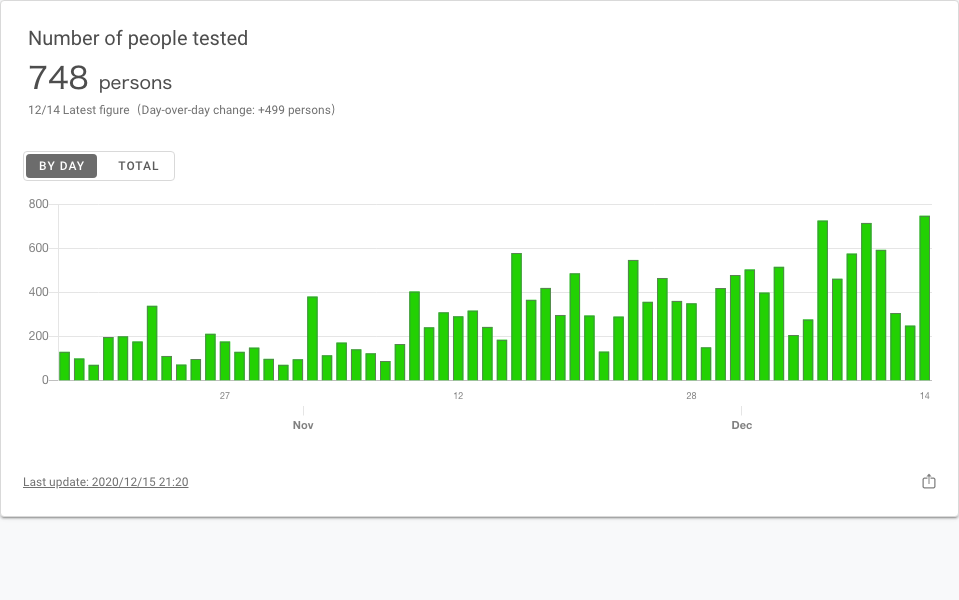 Number of people tested
748 persons
12/14 Latest figure（Day-over-day change: +499 persons）
BY DAY TOTAL
800
600
400
200
0
27 12 28 14
Nov Dec
Last update: 2020/12/15 21:20